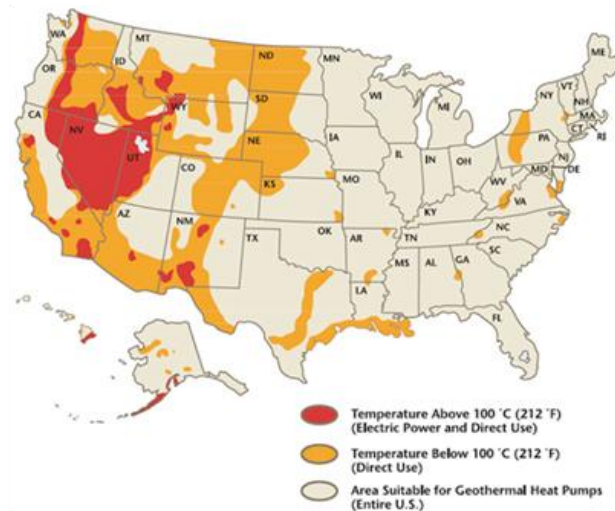 WA
MT
ND
MN
ME
OR
ID
SD
WI
MI
NY
VT
NH
MA
CT
RI
CA
NV
WY
NE
IA
PA
NJ
UT
CO
KS
MO
IL
IN
OH
MD
DE
WV
VA
KY
AZ
NM
TX
OK
AR
TN
NC
SC
MS
AL
GA
LA
FL
Temperature Above 100 °C (212 °F)
(Electric Power and Direct Use)
Temperature Below 100 °C (212 °F)
(Direct Use)
Area Suitable for Geothermal Heat Pumps
(Entire U.S.)